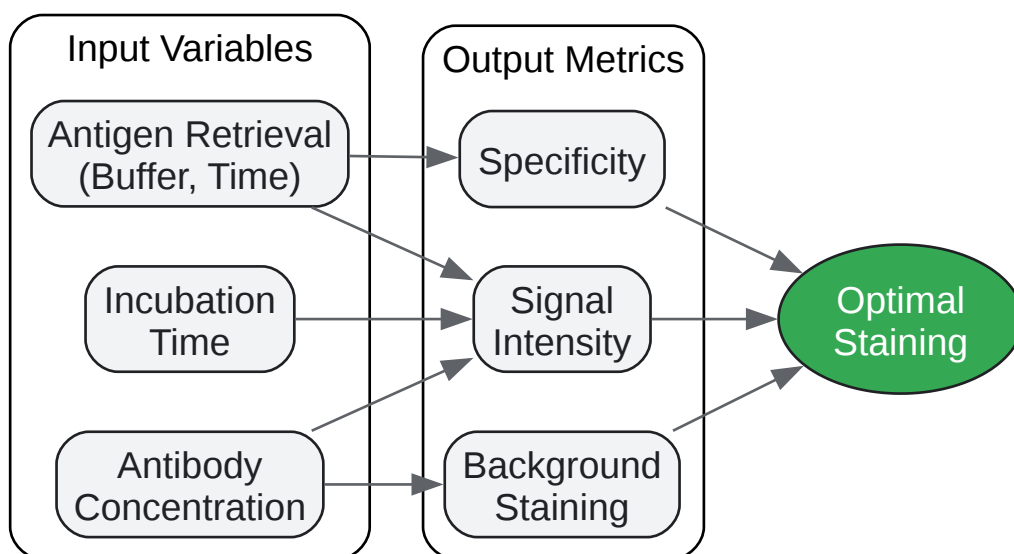 Input Variables
Antigen Retrieval
(Buffer, Time)
Incubation
Time
Antibody
Concentration
Output Metrics
Specificity
Signal
Intensity
Background
Staining
Optimal
Staining